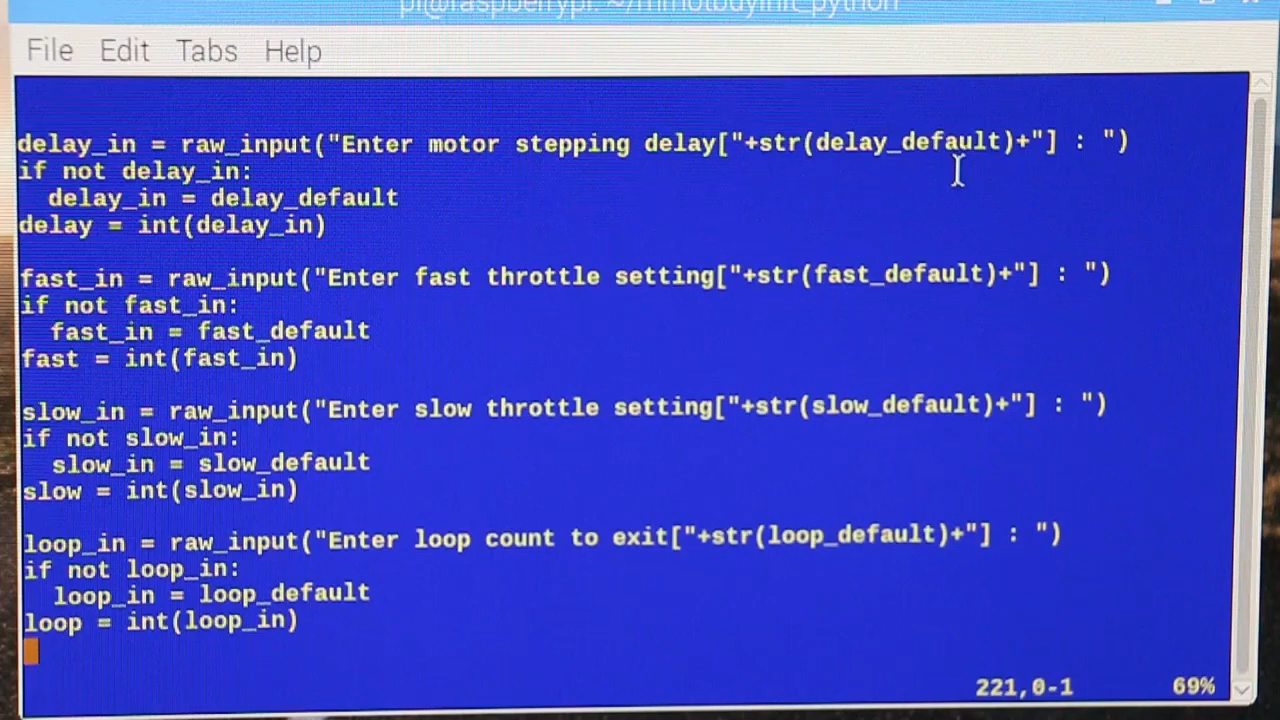 File Edit Tabs Help
delay_in = raw_input("Enter motor stepping delay["+str(delay_default)+"] : ")
if not delay_in:
  delay_in = delay_default
delay = int(delay_in)
fast_in = raw_input("Enter fast throttle setting["+str(fast_default)+"] : ")
if not fast_in:
  fast_in = fast_default
fast = int(fast_in)
slow_in = raw_input("Enter slow throttle setting["+str(slow_default)+"] : ")
if not slow_in:
  slow_in = slow_default
slow = int(slow_in)
loop_in = raw_input("Enter loop count to exit["+str(loop_default)+"] : ")
if not loop_in:
  loop_in = loop_default
loop = int(loop_in)
221,0-1 69%